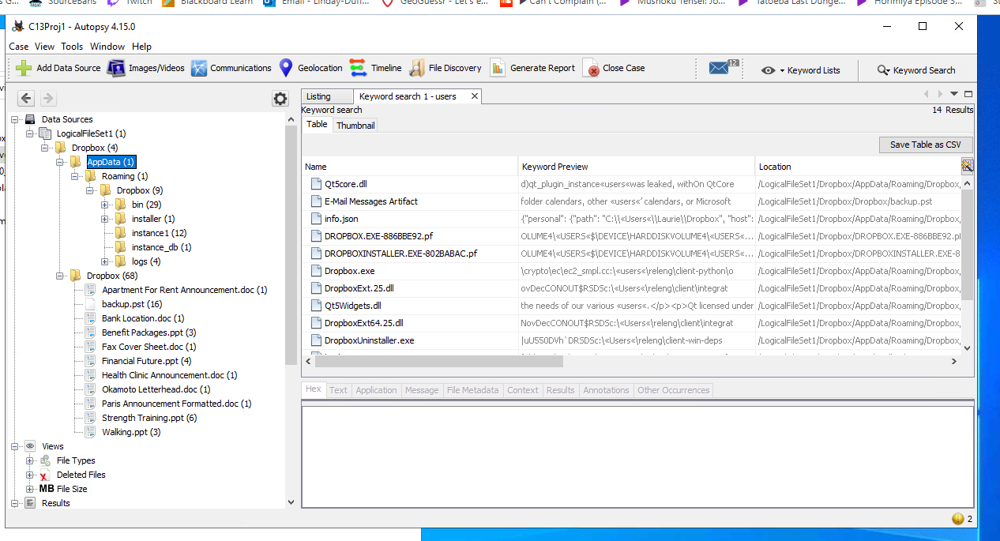 SourceBans Twitch Blackboard Learn Email - Linday-Duff... GeoGuessr - Let's e... Can't Complain (... Mushoku Tensei: Jo... Tatoeba Last Dunge... Horimiya Episode S...
C13Proj1 - Autopsy 4.15.0
Case View Tools Window Help
Add Data Source Images/Videos Communications Geolocation Timeline File Discovery Generate Report Close Case 12 Keyword Lists Keyword Search
Listing Keyword search 1 - users
Keyword search 14 Results
Table Thumbnail
Save Table as CSV
Name Keyword Preview Location
Qt5core.dll d)qt_plugin_instance«users«was leaked, withOn QtCore /LogicalFileSet1/Dropbox/AppData/Roaming/Dropbox,
E-Mail Messages Artifact folder calendars, other «users«´ calendars, or Microsoft /LogicalFileSet1/Dropbox/Dropbox/backup.pst
info.json {"personal": {"path": "C:\\«Users«\\Laurie\\Dropbox", "host": /LogicalFileSet1/Dropbox/AppData/Roaming/Dropbox,
DROPBOX.EXE-886BBE92.pf OLUME4\«USERS«$\DEVICE\HARDDISKVOLUME4\«USERS«... /LogicalFileSet1/Dropbox/DROPBOX.EXE-886BBE92.pf
DROPBOXINSTALLER.EXE-802BABAC.pf OLUME4\«USERS«$\DEVICE\HARDDISKVOLUME4\«USERS«... /LogicalFileSet1/Dropbox/DROPBOXINSTALLER.EXE-8
Dropbox.exe \crypto\ec\ec2_smpl.cc:\«users«\releng\client-python\o /LogicalFileSet1/Dropbox/AppData/Roaming/Dropbox,
DropboxExt.25.dll ovDecCONOUT$RSDSc:\«Users«\releng\client\integrat /LogicalFileSet1/Dropbox/AppData/Roaming/Dropbox,
Qt5Widgets.dll the needs of our various «users«.</p><p>Qt licensed under /LogicalFileSet1/Dropbox/AppData/Roaming/Dropbox,
DropboxExt64.25.dll NovDecCONOUT$RSDSc:\«Users«\releng\client\integrat /LogicalFileSet1/Dropbox/AppData/Roaming/Dropbox,
DropboxUninstaller.exe |uU550DVh`DRSDSc:\«Users«\releng\client-win-deps /LogicalFileSet1/Dropbox/AppData/Roaming/Dropbox,
Hex Text Application Message File Metadata Context Results Annotations Other Occurrences
Data Sources
LogicalFileSet1 (1)
Dropbox (4)
AppData (1)
Roaming (1)
Dropbox (9)
bin (29)
installer (1)
instance1 (12)
instance_db (1)
logs (4)
Dropbox (68)
Apartment For Rent Announcement.doc (1)
backup.pst (16)
Bank Location.doc (1)
Benefit Packages.ppt (3)
Fax Cover Sheet.doc (1)
Financial Future.ppt (4)
Health Clinic Announcement.doc (1)
Okamoto Letterhead.doc (1)
Paris Announcement Formatted.doc (1)
Strength Training.ppt (6)
Walking.ppt (3)
Views
File Types
Deleted Files
MB File Size
Results
2